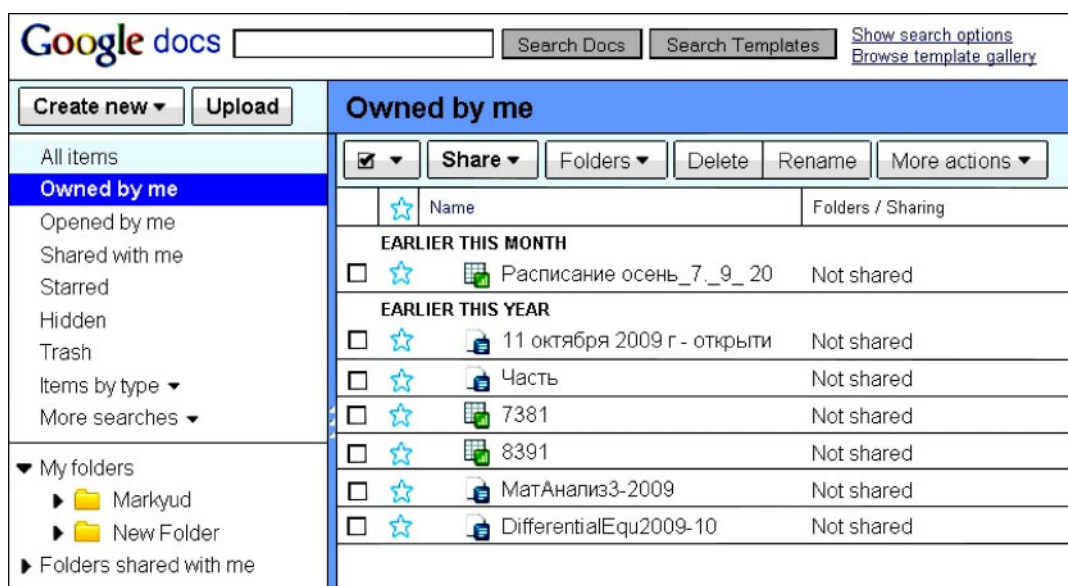 Google docs Search Docs Search Templates Show search options
Browse template gallery
Create new Upload
Owned by me
All items
Owned by me
Opened by me
Shared with me
Starred
Hidden
Trash
Items by type
More searches
My folders
Markyud
New Folder
Folders shared with me
Share Folders Delete Rename More actions
Name Folders / Sharing
EARLIER THIS MONTH
Расписание осень_7._9_ 20 Not shared
EARLIER THIS YEAR
11 октября 2009 г - открыти Not shared
Часть Not shared
7381 Not shared
8391 Not shared
МатАнализ3-2009 Not shared
DifferentialEqu2009-10 Not shared